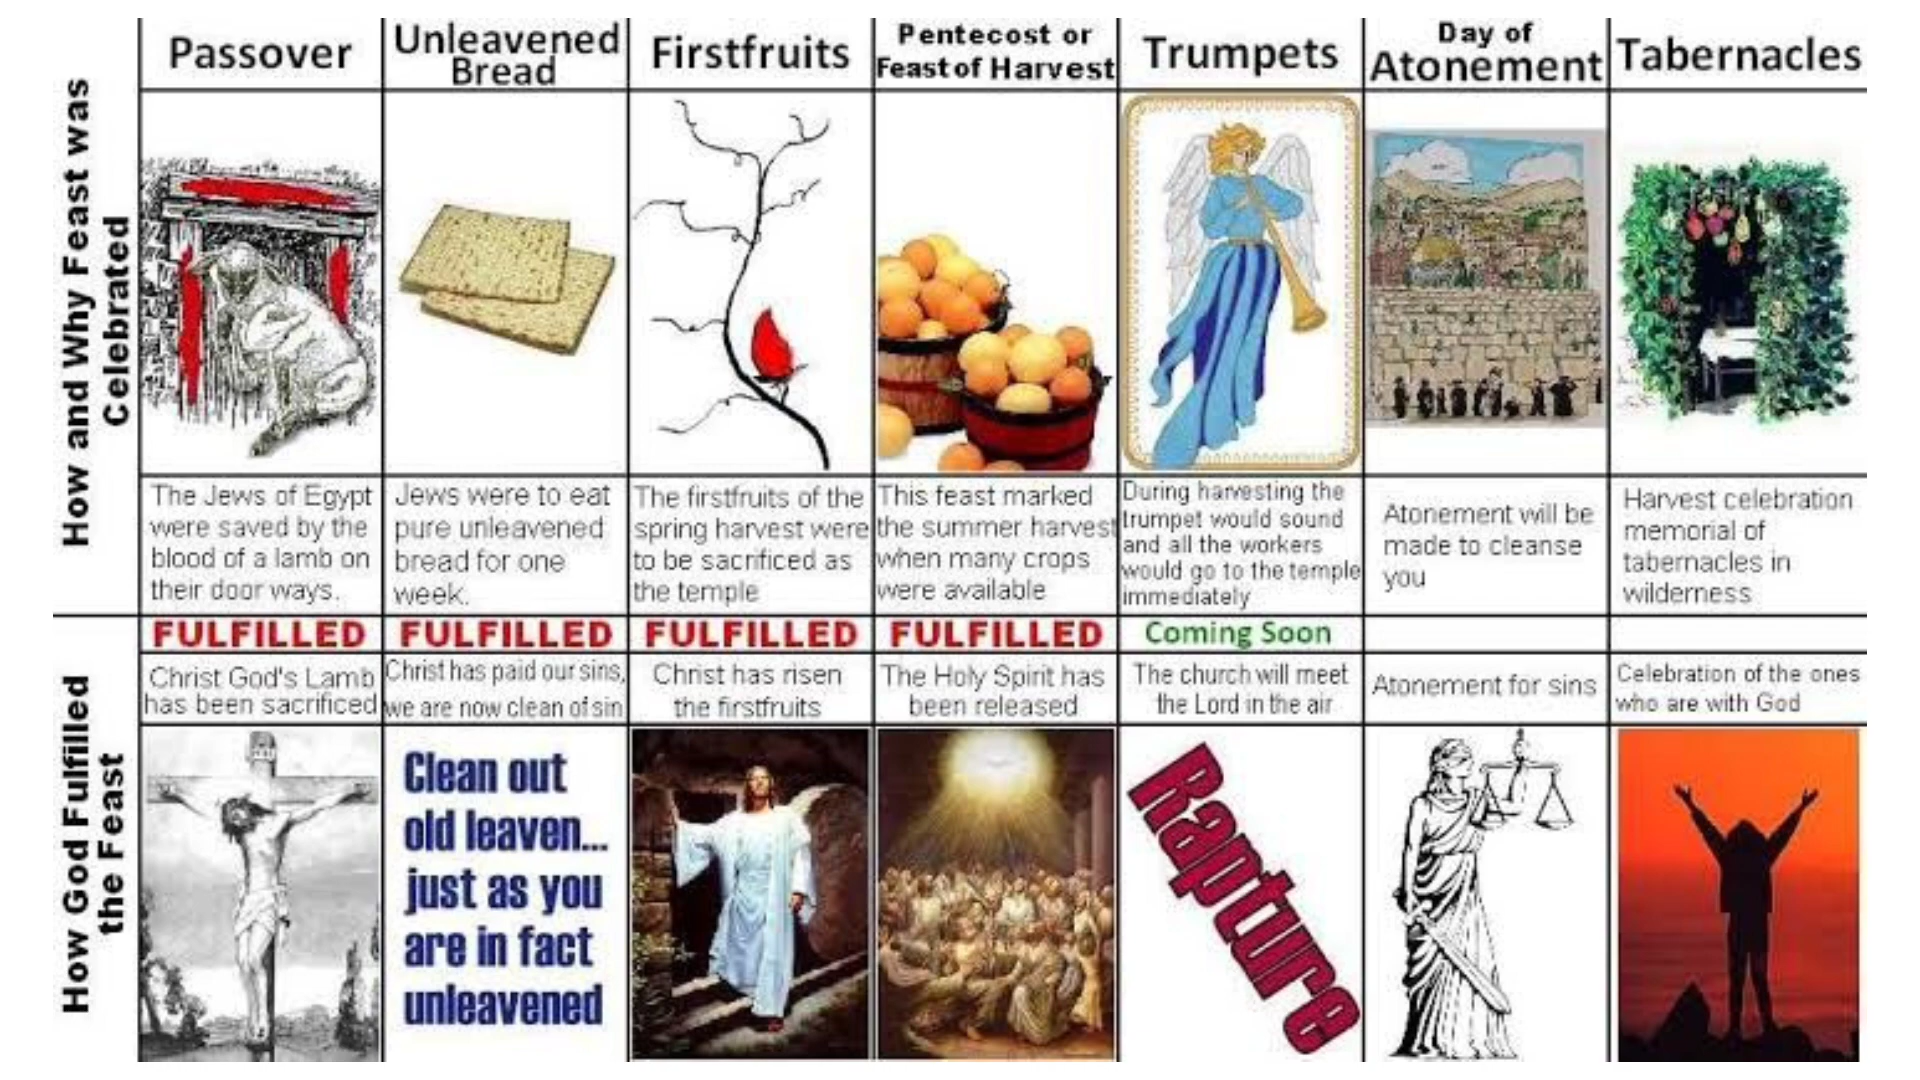 Passover
Unleavened
Bread
Firstfruits
Pentecost or
Feast of Harvest
Trumpets
Day of
Atonement
Tabernacles
How and Why Feast was
Celebrated
The Jews of Egypt
were saved by the
blood of a lamb on
their door ways.
Jews were to eat
pure unleavened
bread for one
week.
The firstfruits of the
spring harvest were
to be sacrificed as
the temple
This feast marked
the summer harvest
when many crops
were available
During harvesting the
trumpet would sound
and all the workers
would go to the temple
immediately
Atonement will be
made to cleanse
you
Harvest celebration
memorial of
tabernacles in
wilderness
How God Fulfilled
the Feast
FULFILLED
FULFILLED
FULFILLED
FULFILLED
Coming Soon
Christ God's Lamb
has been sacrificed
Christ has paid our sins,
we are now clean of sin
Christ has risen
the firstfruits
The Holy Spirit has
been released
The church will meet
the Lord in the air
Atonement for sins
Celebration of the ones
who are with God
Clean out
old leaven...
just as you
are in fact
unleavened
Rapture